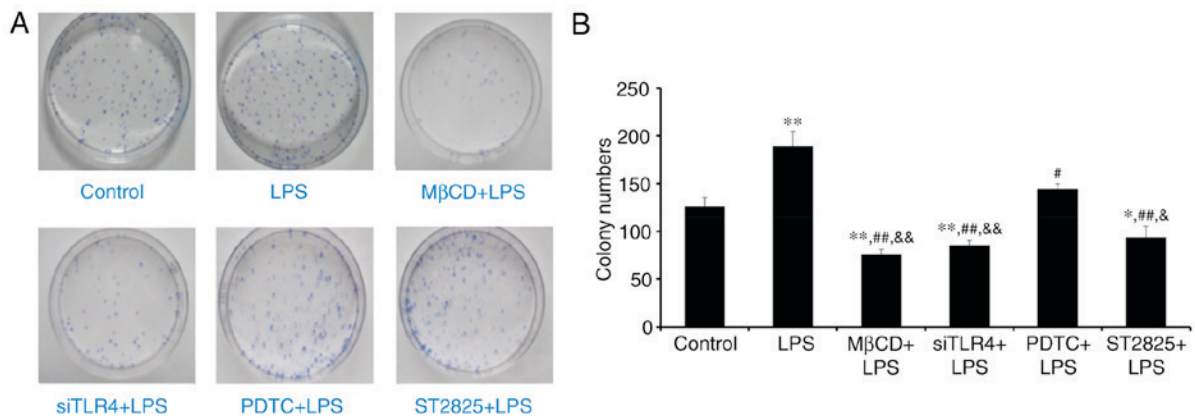 A
Control
LPS
MβCD+LPS
siTLR4+LPS
PDTC+LPS
ST2825+LPS
B
Colony numbers
250
200
150
100
50
0
**
**,##,&&
**,##,&&
#
*,##,&
Control
LPS
MβCD+
LPS
siTLR4+
LPS
PDTC+
LPS
ST2825+
LPS